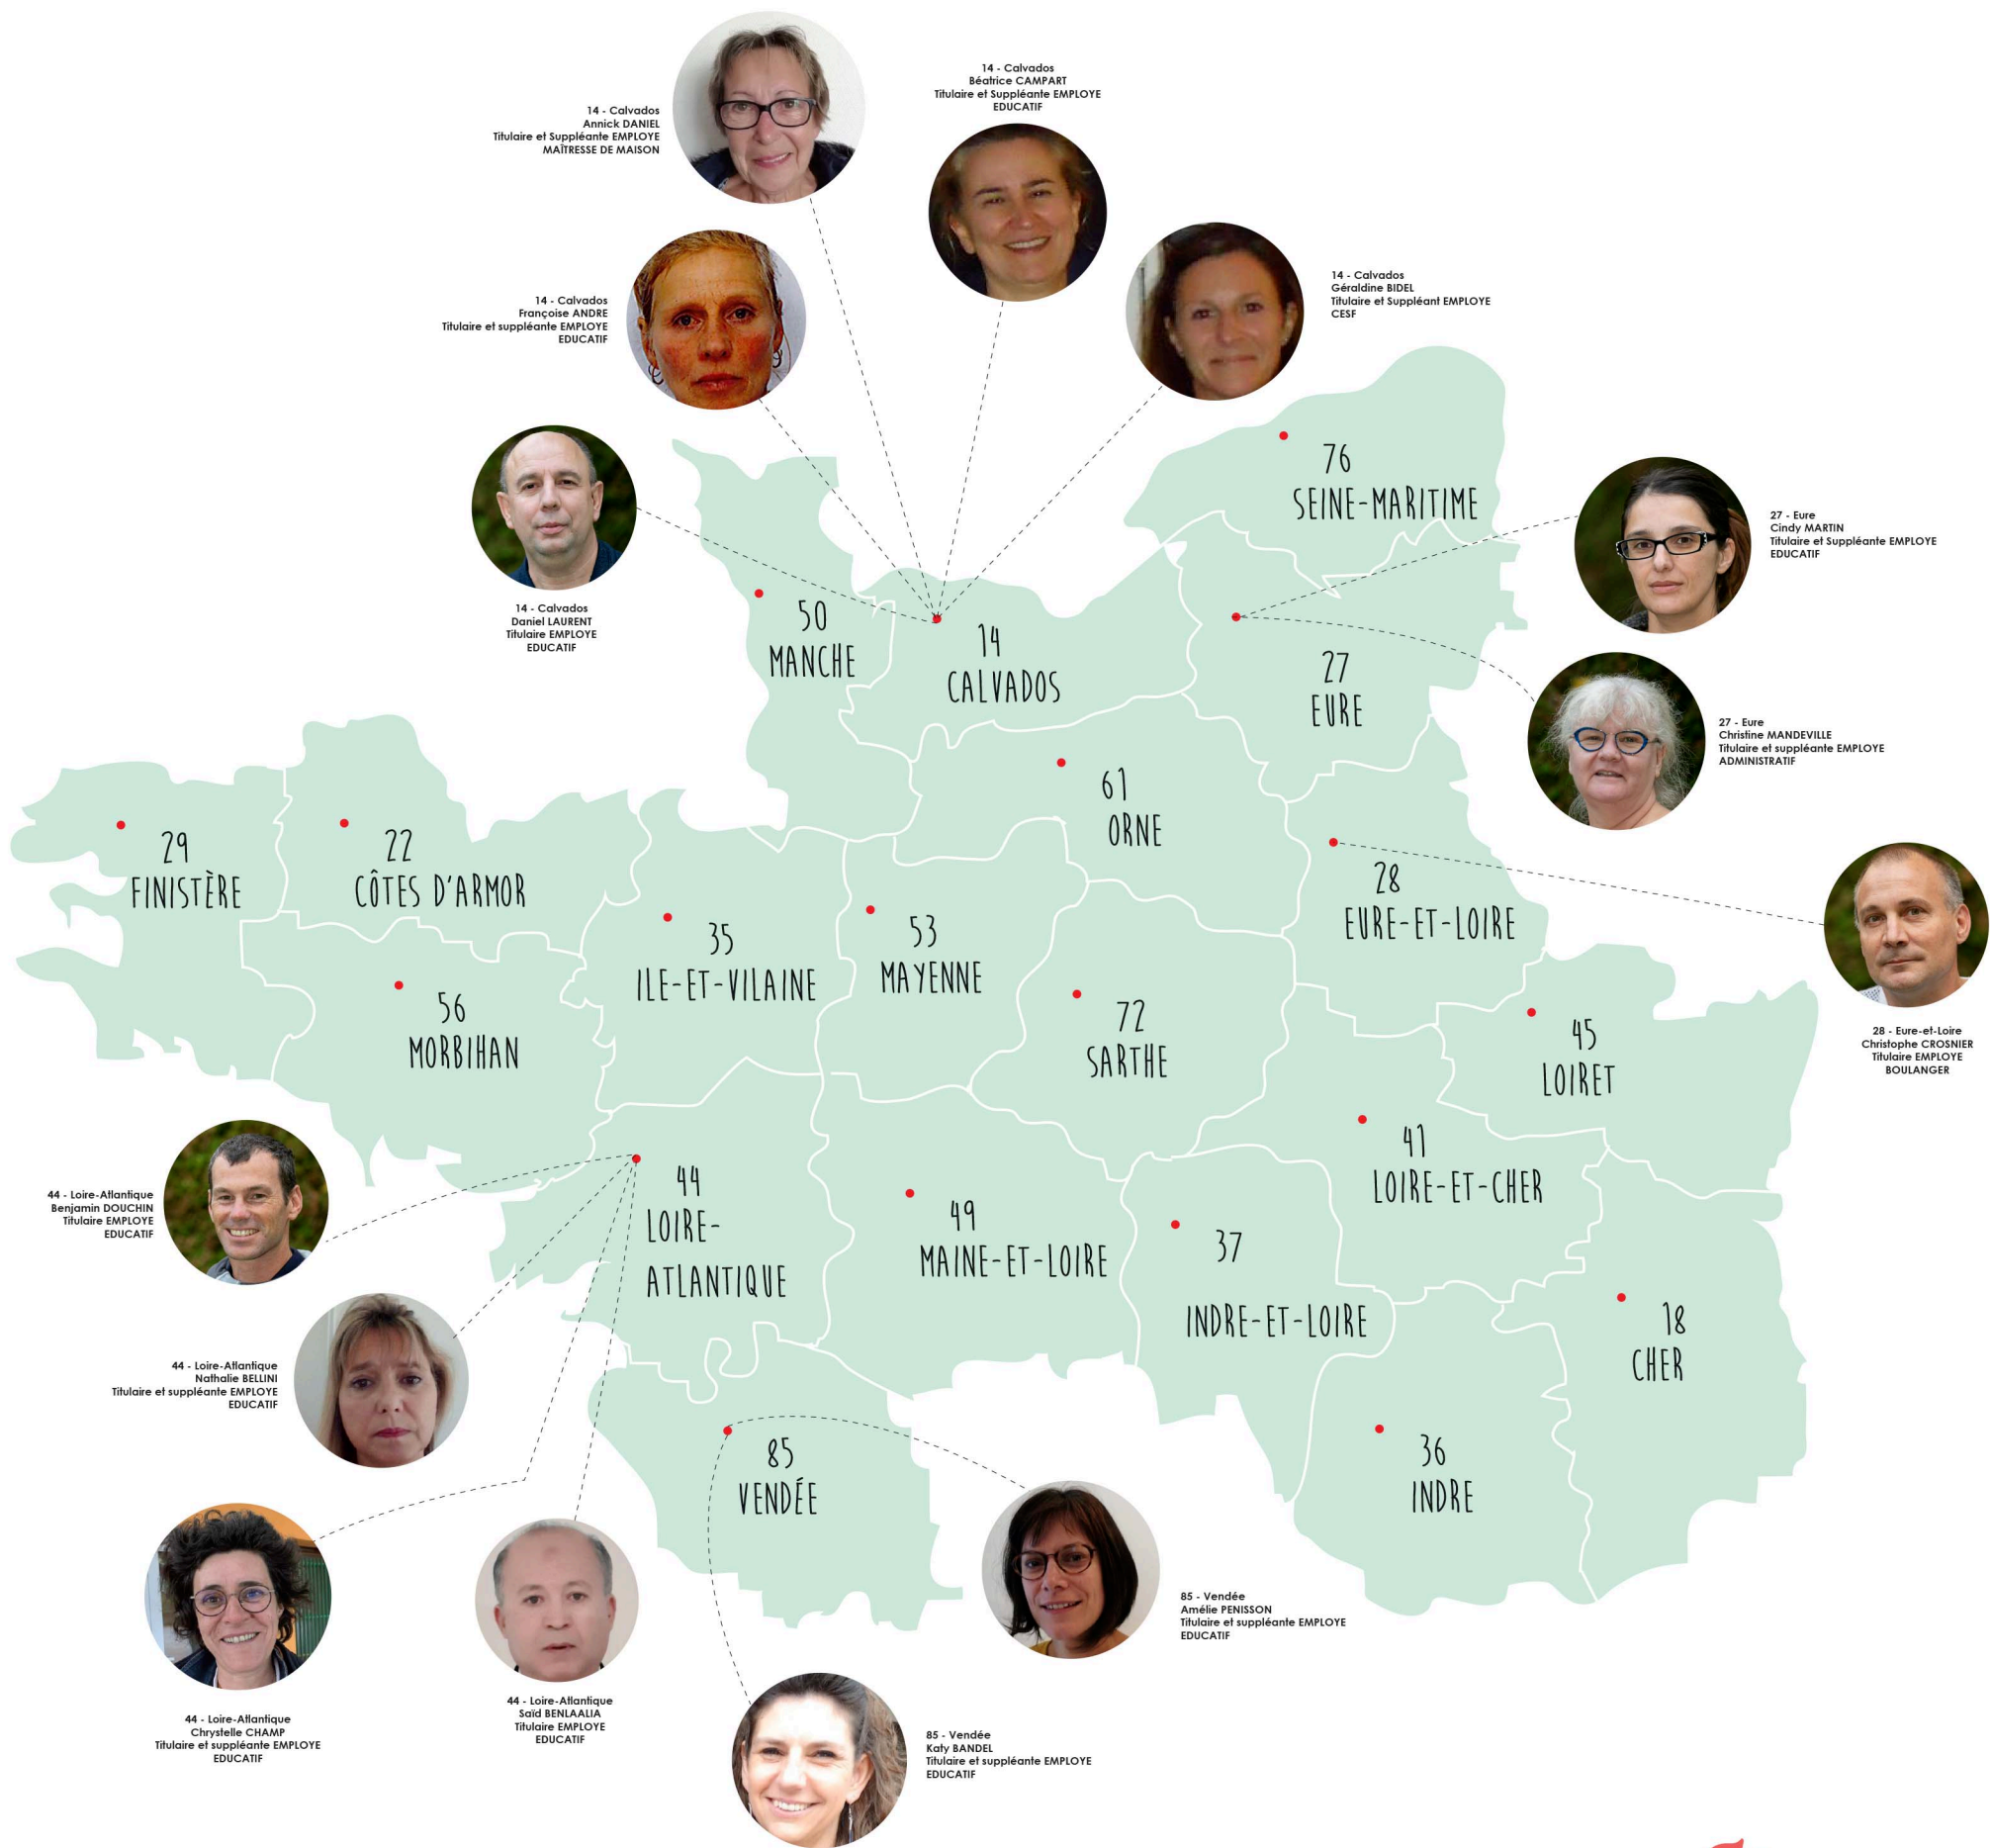 14 - Calvados
Annick DANIEL
Titulaire et Suppléante EMPLOYE
MAÎTRESSE DE MAISON
14 - Calvados
Béatrice CAMPART
Titulaire et Suppléante EMPLOYE
EDUCATIF
14 - Calvados
Géraldine BIDEL
Titulaire et Suppléant EMPLOYE
CESF
14 - Calvados
Françoise ANDRE
Titulaire et suppléante EMPLOYE
EDUCATIF
14 - Calvados
Daniel LAURENT
Titulaire EMPLOYE
EDUCATIF
76
SEINE-MARITIME
27 - Eure
Cindy MARTIN
Titulaire et Suppléante EMPLOYE
EDUCATIF
50
MANCHE
14
CALVADOS
27
EURE
27 - Eure
Christine MANDEVILLE
Titulaire et suppléante EMPLOYE
ADMINISTRATIF
61
ORNE
29
FINISTÈRE
22
CÔTES D'ARMOR
28
EURE-ET-LOIRE
35
ILE-ET-VILAINE
53
MAYENNE
56
MORBIHAN
72
SARTHE
45
LOIRET
28 - Eure-et-Loire
Christophe CROSNIER
Titulaire EMPLOYE
BOULANGER
41
LOIRE-ET-CHER
44 - Loire-Atlantique
Benjamin DOUCHIN
Titulaire EMPLOYE
EDUCATIF
44
LOIRE-
ATLANTIQUE
49
MAINE-ET-LOIRE
37
INDRE-ET-LOIRE
18
CHER
44 - Loire-Atlantique
Nathalie BELLINI
Titulaire et suppléante EMPLOYE
EDUCATIF
85
VENDÉE
36
INDRE
85 - Vendée
Amélie PENISSON
Titulaire et suppléante EMPLOYE
EDUCATIF
44 - Loire-Atlantique
Chrystelle CHAMP
Titulaire et suppléante EMPLOYE
EDUCATIF
44 - Loire-Atlantique
Saïd BENLAALIA
Titulaire EMPLOYE
EDUCATIF
85 - Vendée
Katy BANDEL
Titulaire et suppléante EMPLOYE
EDUCATIF